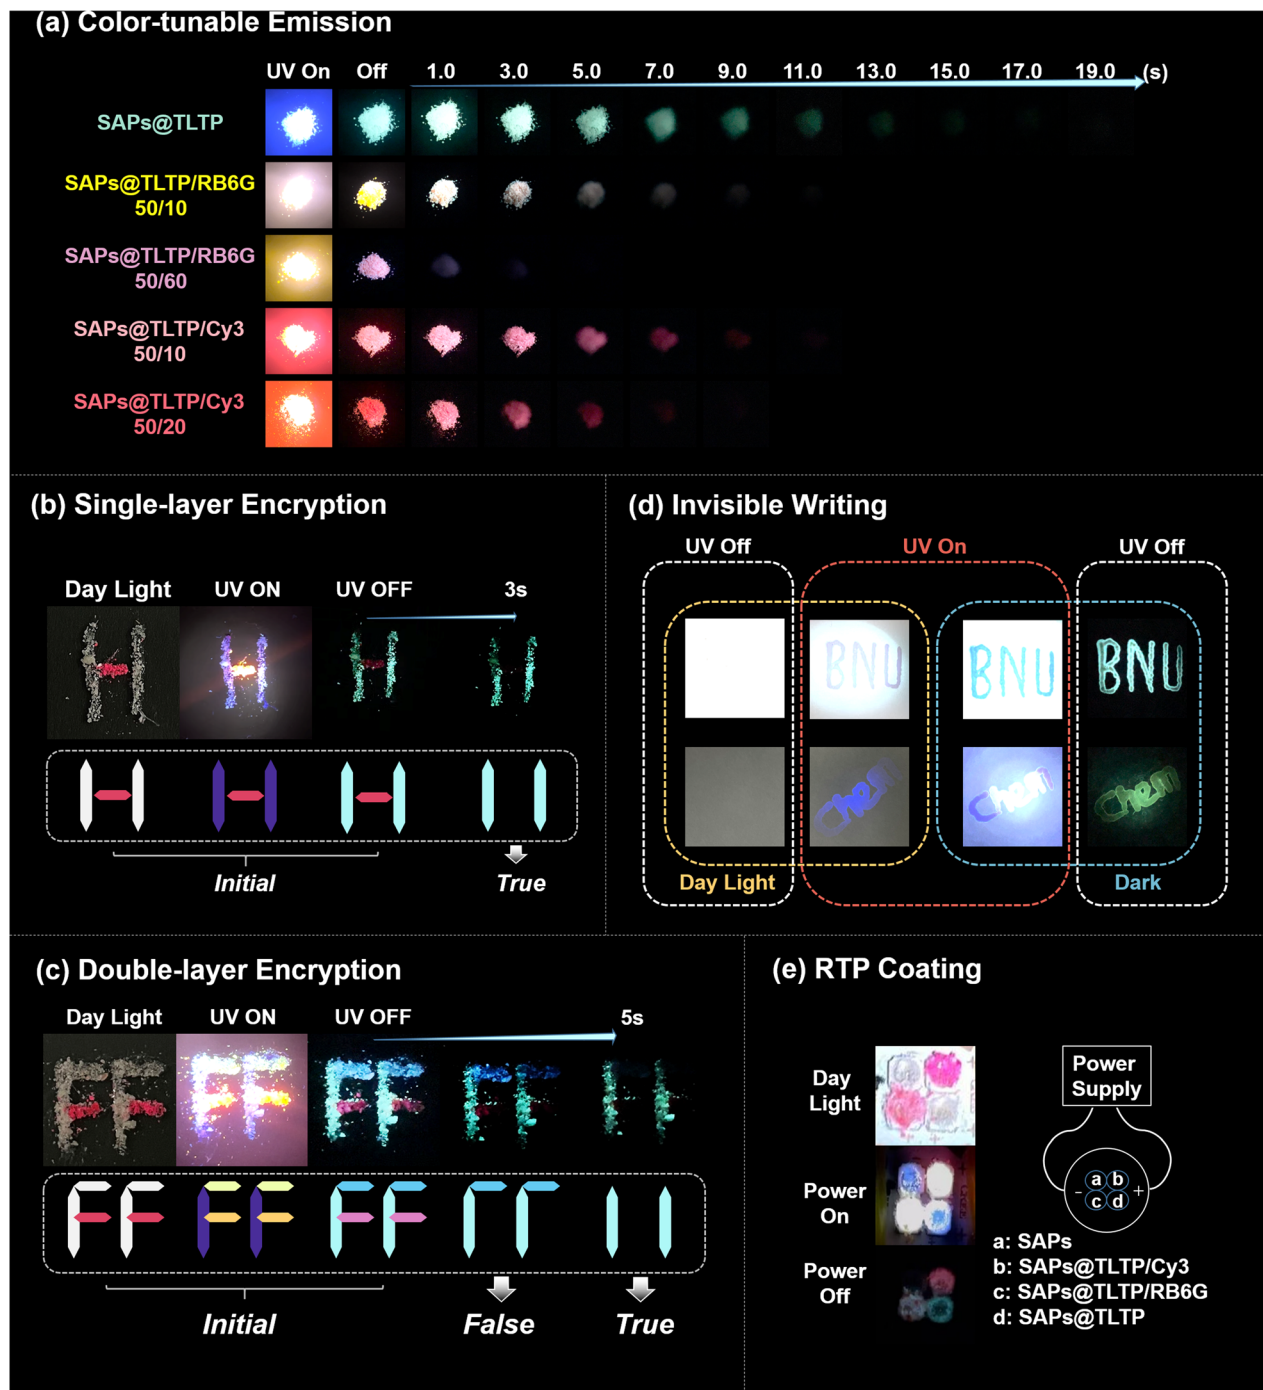 (a) Color-tunable Emission
UV On Off 1.0 3.0 5.0 7.0 9.0 11.0 13.0 15.0 17.0 19.0 (s)
SAPs@TLTP
SAPs@TLTP/RB6G
50/10
SAPs@TLTP/RB6G
50/60
SAPs@TLTP/Cy3
50/10
SAPs@TLTP/Cy3
50/20
(b) Single-layer Encryption
Day Light UV ON UV OFF 3s
H H H
Initial True
(d) Invisible Writing
UV Off UV On UV Off
BNU BNU BNU
Chem Chem Chem
Day Light Dark
(c) Double-layer Encryption
Day Light UV ON UV OFF 5s
FF FF FF
Initial False True
(e) RTP Coating
Day
Light
Power
On
Power
Off
Power
Supply
a b
- +
c d
a: SAPs
b: SAPs@TLTP/Cy3
c: SAPs@TLTP/RB6G
d: SAPs@TLTP